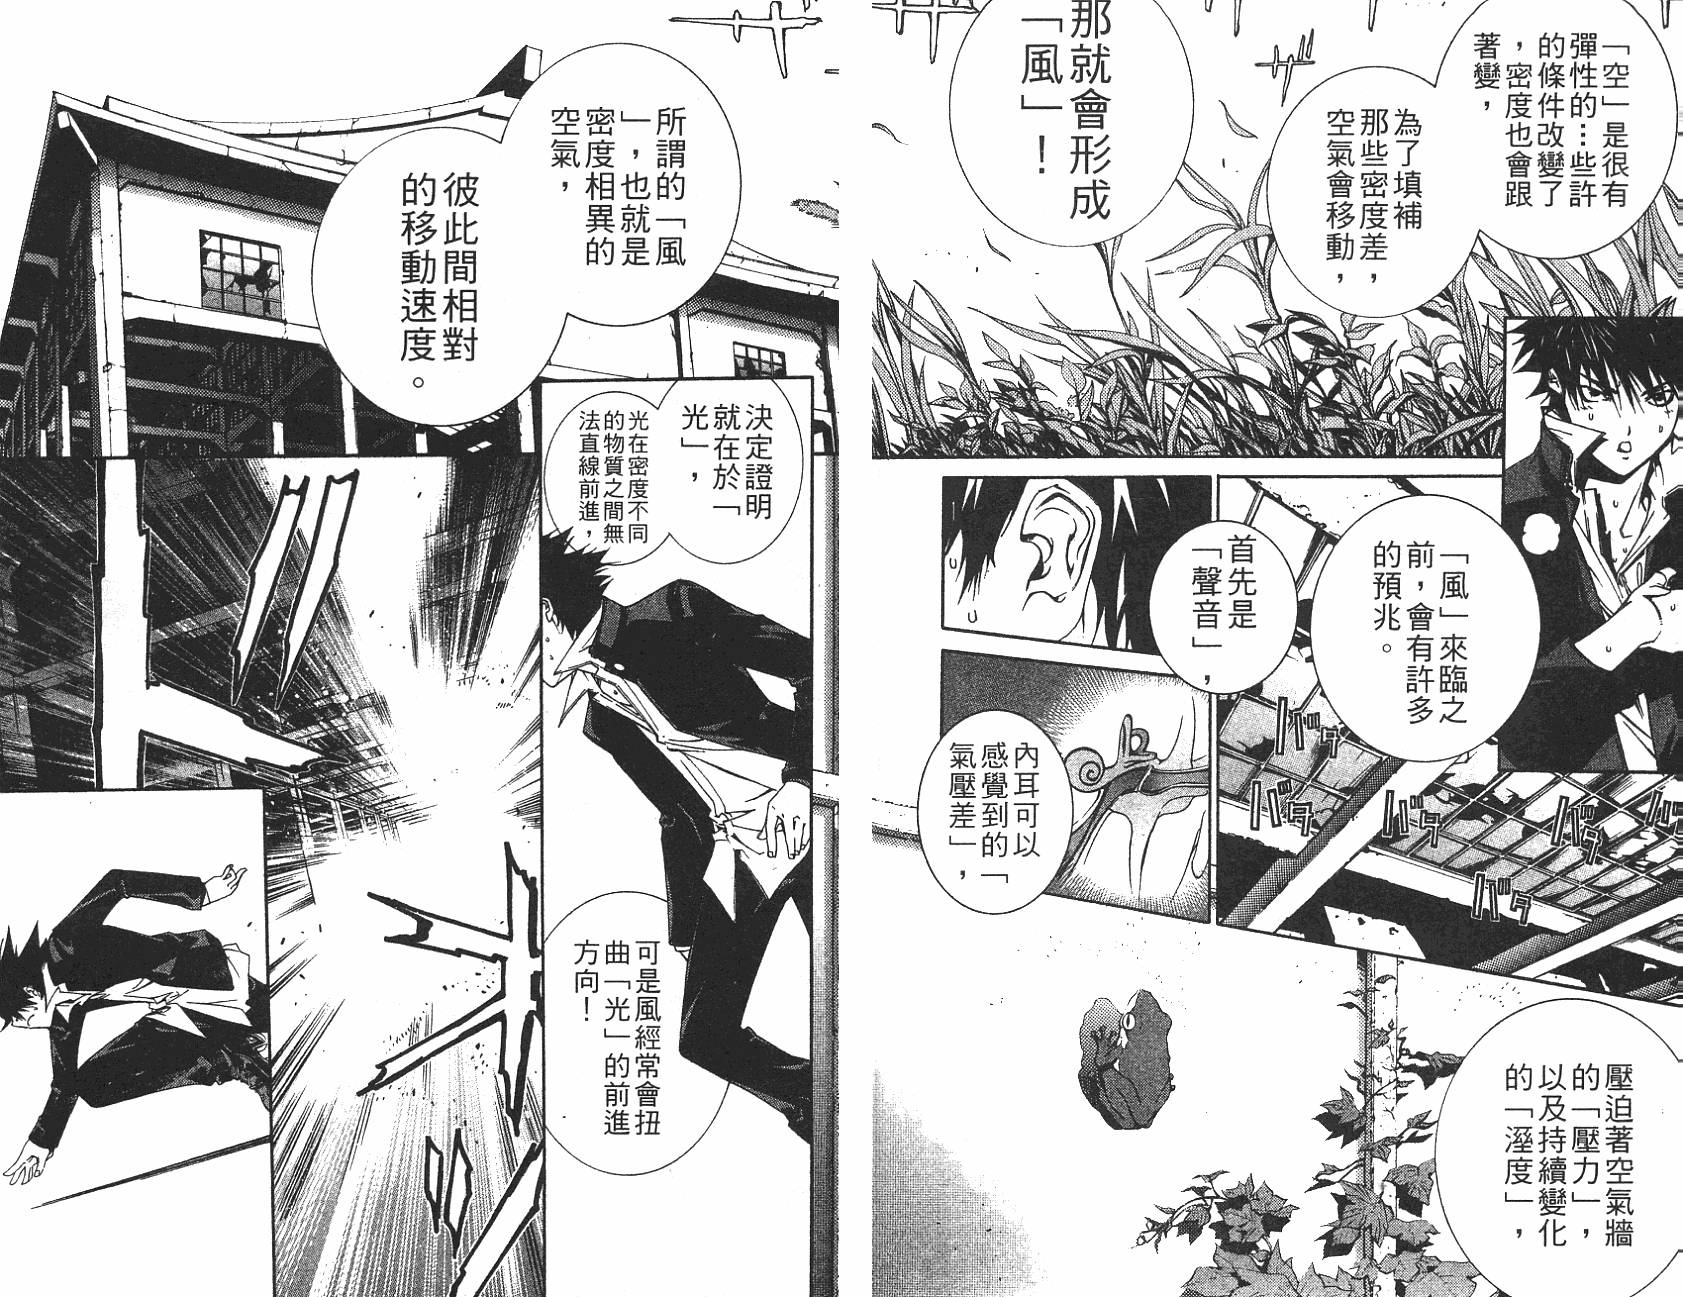 「空」是很有
彈性的…些許
的條件改變了
，密度也會跟
著變，
為了填補
那些密度差，
空氣會移動，
那就會形成
「風」！
「風」來臨之
前，會有許多
的預兆。
首先是
「聲音」，
バタ
バタ
バタ
バタ
バタ
バタ
內耳可以
感覺到的「
氣壓差」，
壓迫著空氣牆
的「壓力」，
以及持續變化
的「溼度」，
所謂的「風
」，也就是
密度相異的
空氣，
彼此間相對
的移動速度。
決定證明
就在於「
光」，
光在密度不同
的物質之間無
法直線前進，
可是風經常會扭
曲「光」的前進
方向！